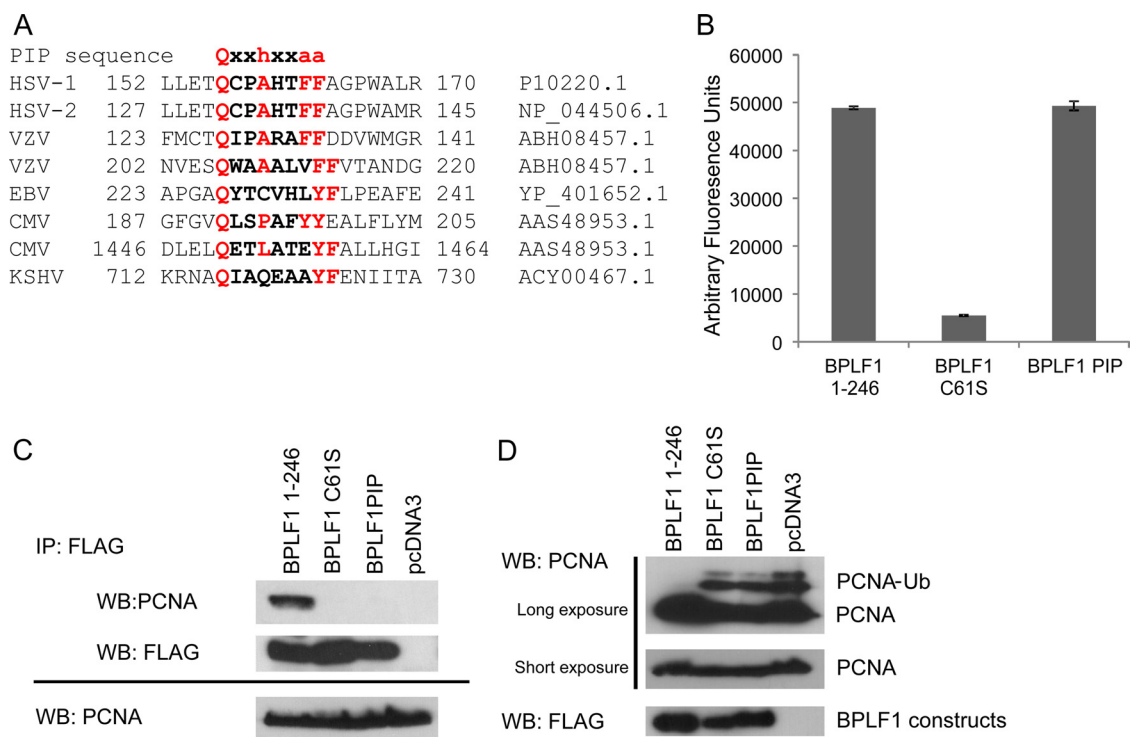 A
PIP sequence Qxxhxxaa
HSV-1 152 LLETQCPAHTFFAGPWALR 170 P10220.1
HSV-2 127 LLETQCPAHTFFAGPWAMR 145 NP_044506.1
VZV 123 FMCTQIPARAFFDDVWMGR 141 ABH08457.1
VZV 202 NVESQWAAALVFFVTANDG 220 ABH08457.1
EBV 223 APGAQYTCVHLYFLPEAFE 241 YP_401652.1
CMV 187 GFGVQLSPAFYYEALFLYM 205 AAS48953.1
CMV 1446 DLELQETLATEYFALLHGI 1464 AAS48953.1
KSHV 712 KRNAQIAQEAAYFENIITA 730 ACY00467.1
B
Arbitrary Fluoresence Units
60000
50000
40000
30000
20000
10000
0
BPLF1 1-246
BPLF1 C61S
BPLF1 PIP
C
BPLF1 1-246
BPLF1 C61S
BPLF1PIP
pcDNA3
IP: FLAG
WB:PCNA
WB: FLAG
WB: PCNA
D
BPLF1 1-246
BPLF1 C61S
BPLF1PIP
pcDNA3
WB: PCNA
PCNA-Ub
Long exposure
PCNA
Short exposure
PCNA
WB: FLAG
BPLF1 constructs